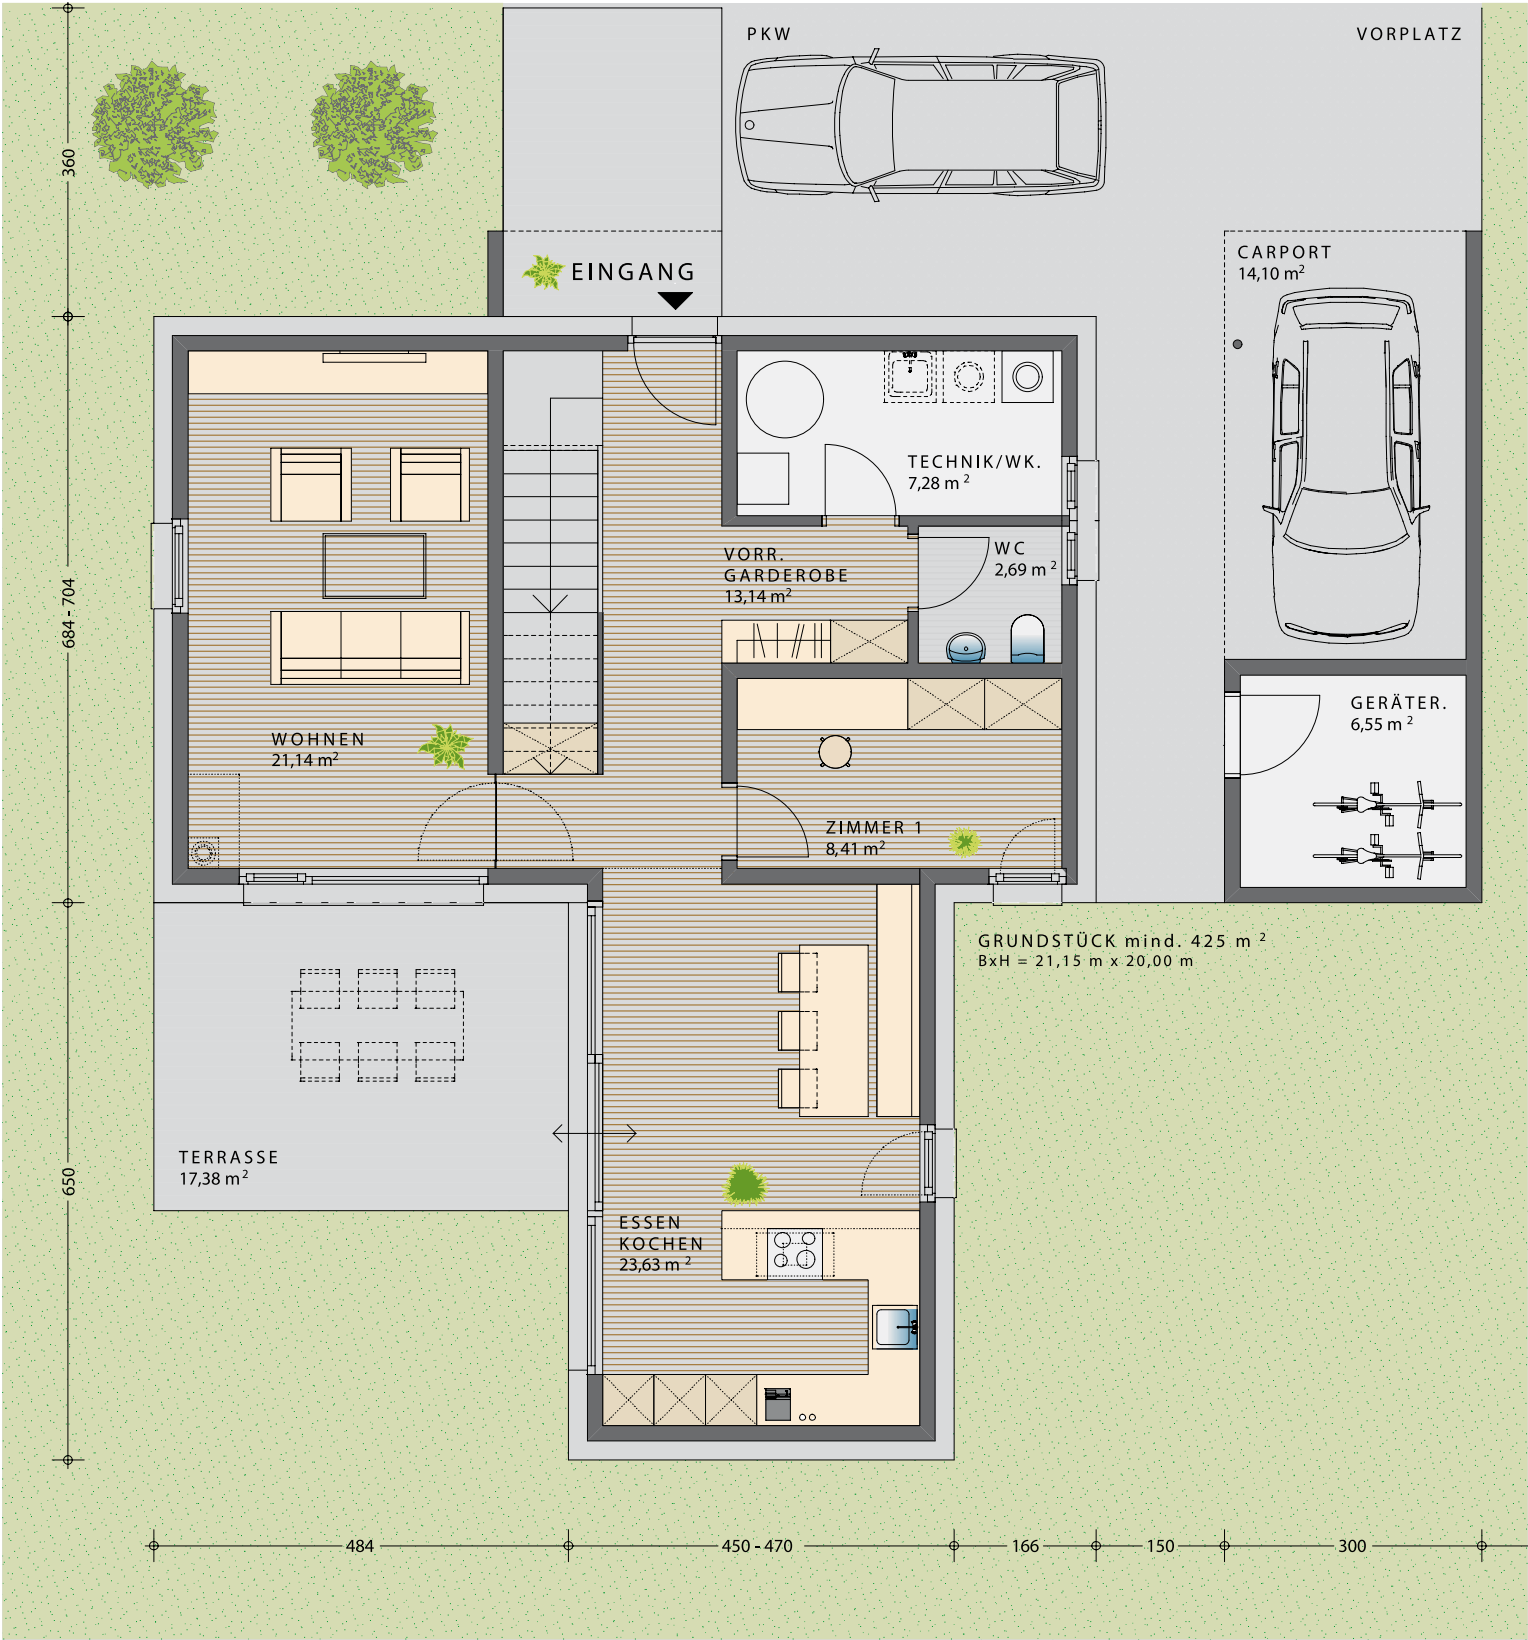 PKW
VORPLATZ
360
EINGANG
CARPORT
14,10 m²
TECHNIK/WK.
7,28 m ²
VORR.
GARDEROBE
13,14 m²
WC
2,69 m ²
684 - 704
GERÄTER.
6,55 m ²
WOHNEN
21,14 m²
ZIMMER 1
8,41 m²
GRUNDSTÜCK mind. 425 m ²
BxH = 21,15 m x 20,00 m
TERRASSE
17,38 m²
650
ESSEN
KOCHEN
23,63 m ²
484
450 - 470
166
150
300